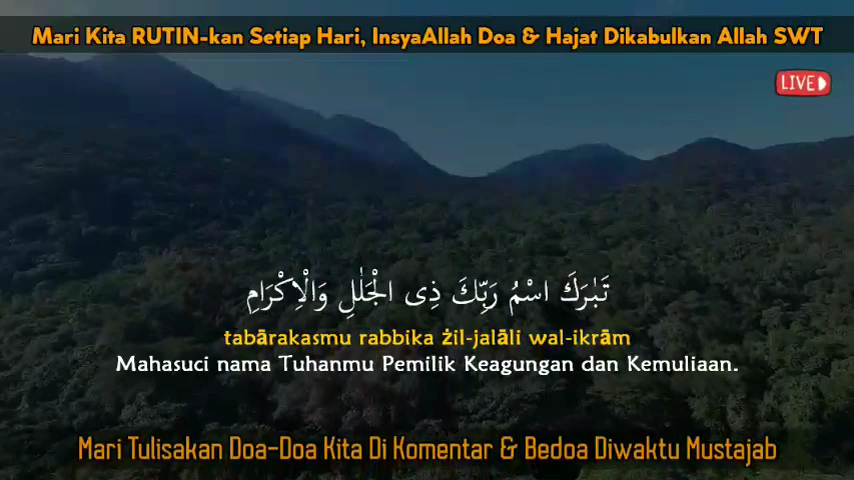 Mari Kita RUTIN-kan Setiap Hari, InsyaAllah Doa & Hajat Dikabulkan Allah SWT
LIVE
تَبٰرَكَ اسْمُ رَبِّكَ ذِى الْجَلٰلِ وَالْاِكْرَامِ
tabārakasmu rabbika żil-jalāli wal-ikrām
Mahasuci nama Tuhanmu Pemilik Keagungan dan Kemuliaan.
Mari Tulisakan Doa-Doa Kita Di Komentar & Bedoa Diwaktu Mustajab